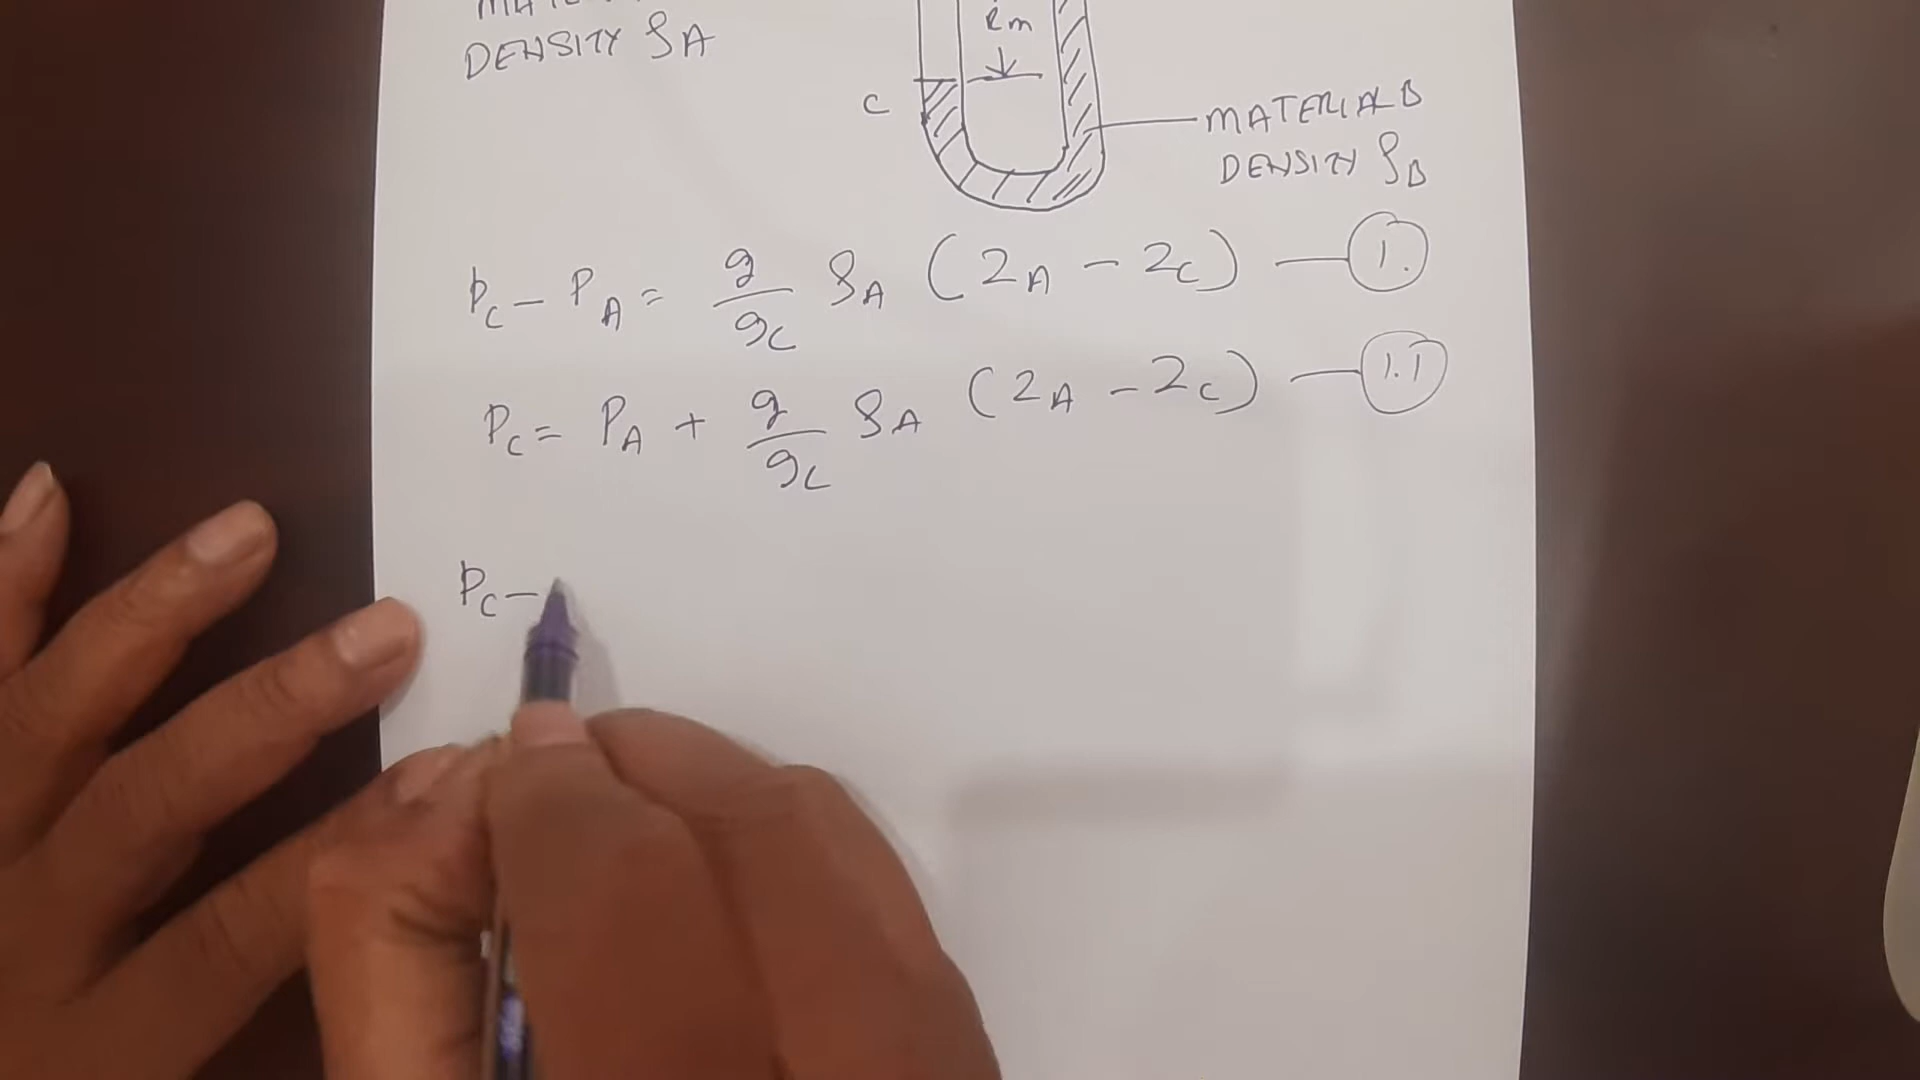 DENSITY ρA
Rm
C
MATERIAL B
DENSITY ρB
PC - PA = g/gc ρA (ZA - ZC) — 1.
PC = PA + g/gc ρA (ZA - ZC) — 1.1
PC -